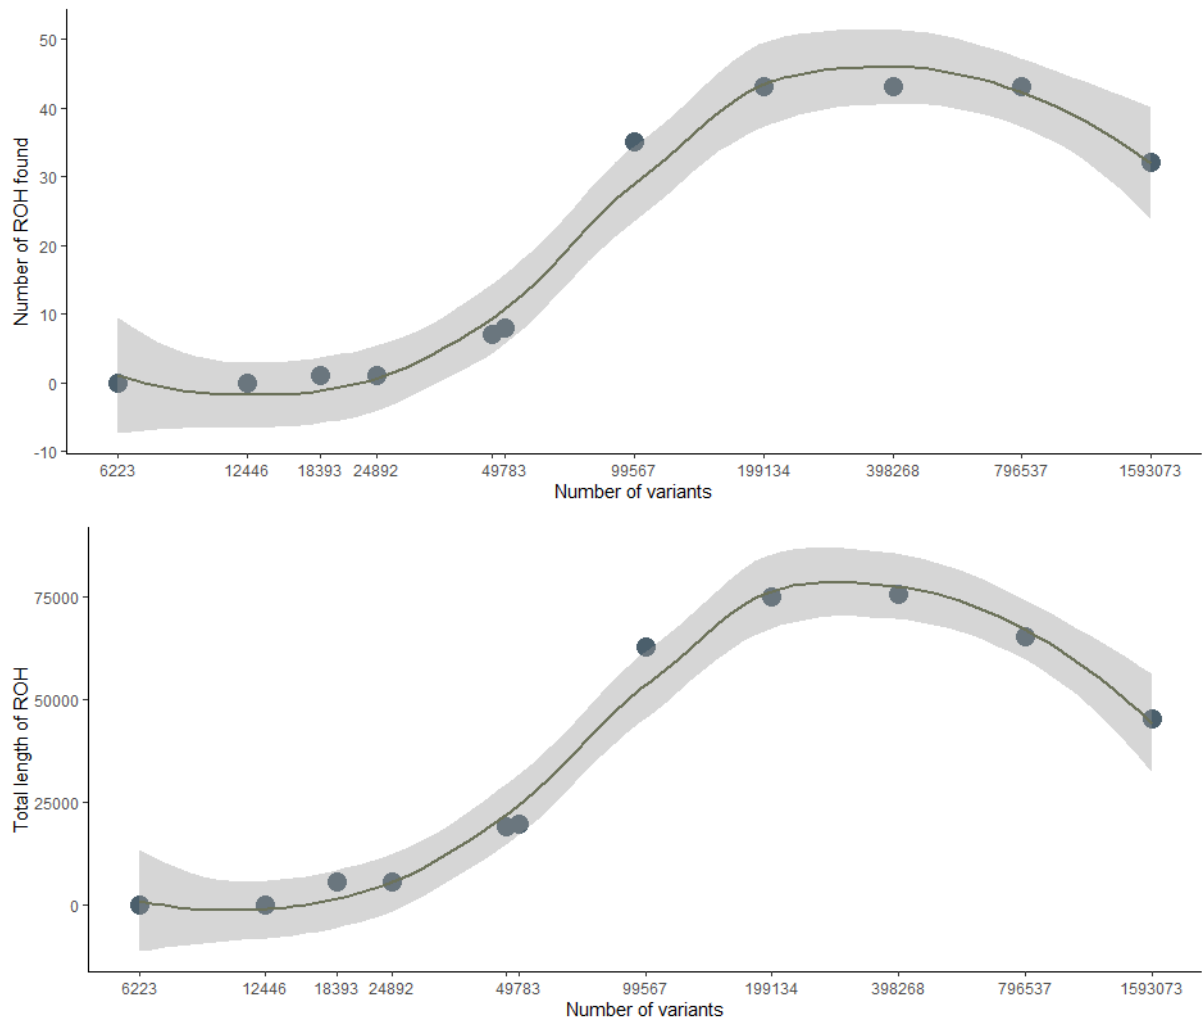 Number of ROH found
50
40
30
20
10
0
-10
6223 12446 18393 24892 49783 99567 199134 398268 796537 1593073
Number of variants
Total length of ROH
75000
50000
25000
0
6223 12446 18393 24892 49783 99567 199134 398268 796537 1593073
Number of variants